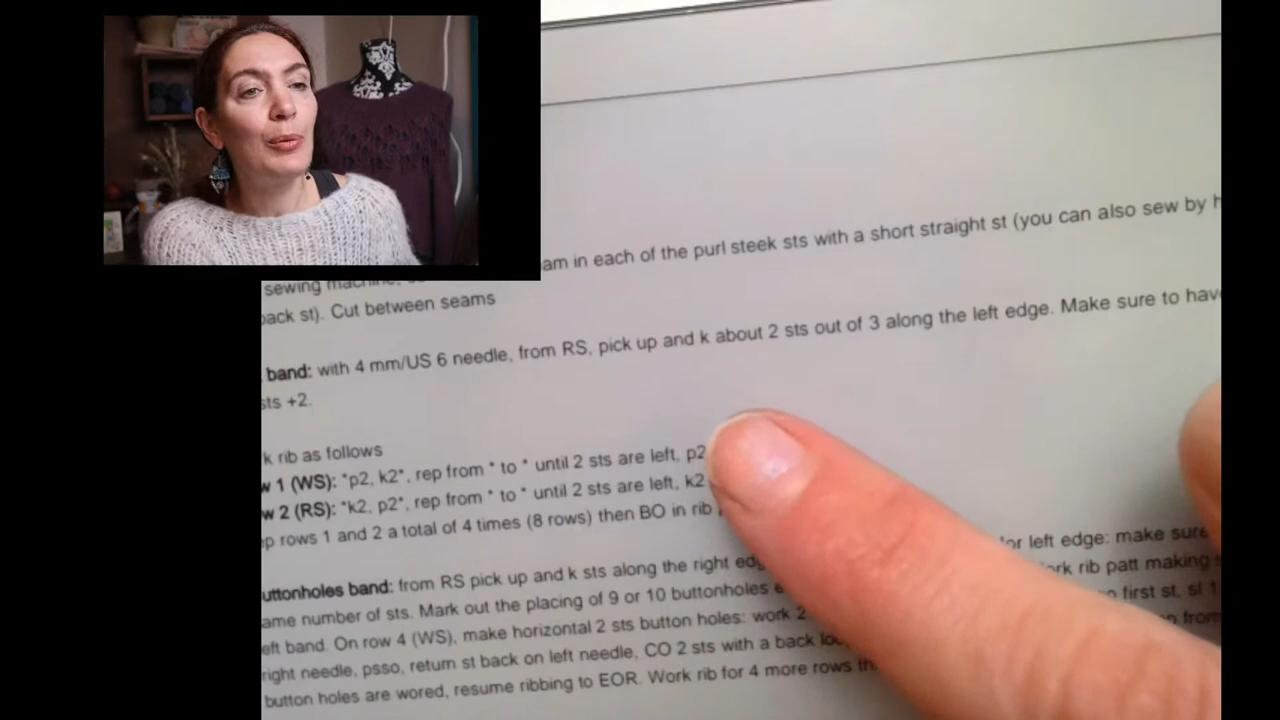 am in each of the purl steek sts with a short straight st (you can also sew by h
sewing
back st). Cut between seams
band: with 4 mm/US 6 needle, from RS, pick up and k about 2 sts out of 3 along the left edge. Make sure to have
sts +2.
k rib as follows
w 1 (WS): *p2, k2*, rep from * to * until 2 sts are left, p2
w 2 (RS): *k2, p2*, rep from * to * until 2 sts are left, k2
ep rows 1 and 2 a total of 4 times (8 rows) then BO in rib
uttonholes band: from RS pick up and k sts along the right edg or left edge: make sure
ame number of sts. Mark out the placing of 9 or 10 buttonholes rk rib patt making
eft band. On row 4 (WS), make horizontal 2 sts button holes: work 2 first st, sl 1
right needle, psso, return st back on left needle, CO 2 sts with a back loo from
button holes are wored, resume ribbing to EOR. Work rib for 4 more rows th